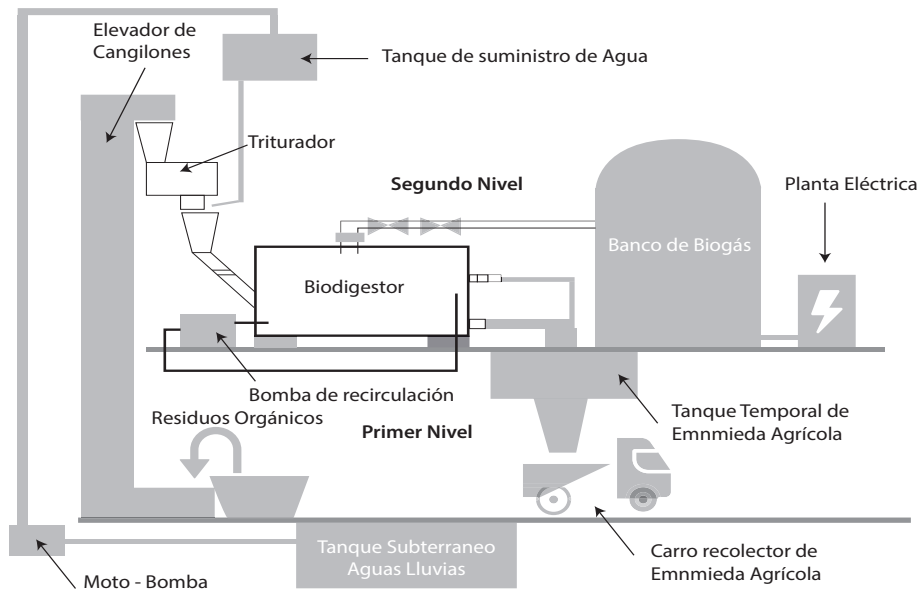 Elevador de
Cangilones
Tanque de suministro de Agua
Triturador
Segundo Nivel
Planta Eléctrica
Banco de Biogás
Biodigestor
Bomba de recirculación
Residuos Orgánicos
Primer Nivel
Tanque Temporal de
Emnmieda Agrícola
Tanque Subterraneo
Aguas Lluvias
Carro recolector de
Emnmieda Agrícola
Moto - Bomba